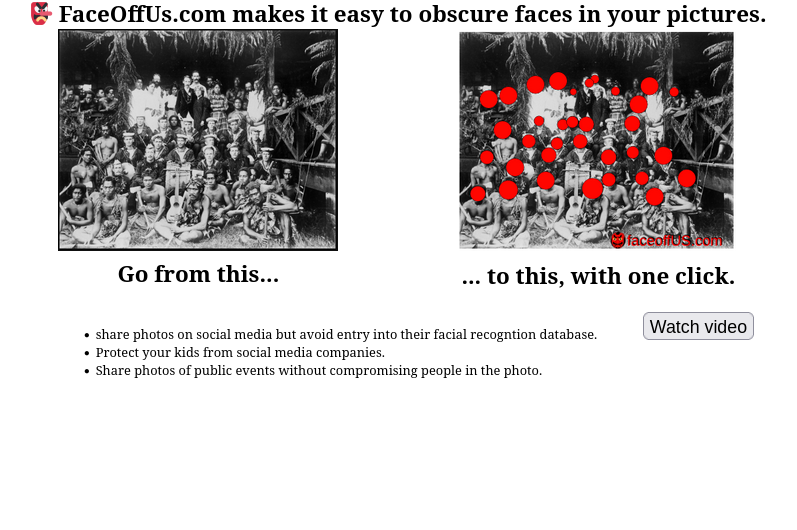 FaceOffUs.com makes it easy to obscure faces in your pictures.
faceoffUS.com
Go from this...
... to this, with one click.
Watch video
share photos on social media but avoid entry into their facial recogntion database.
Protect your kids from social media companies.
Share photos of public events without compromising people in the photo.